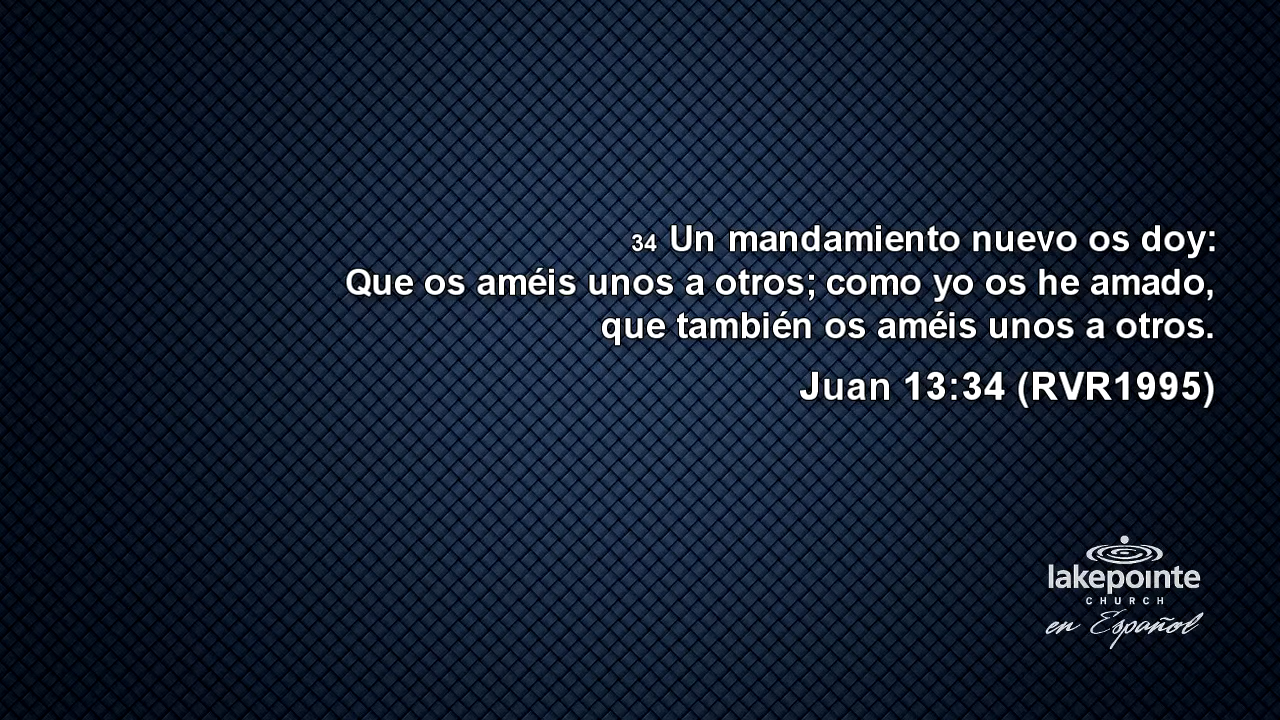 34 Un mandamiento nuevo os doy:
Que os améis unos a otros; como yo os he amado,
que también os améis unos a otros.
Juan 13:34 (RVR1995)
lakepointe
CHURCH
en Español